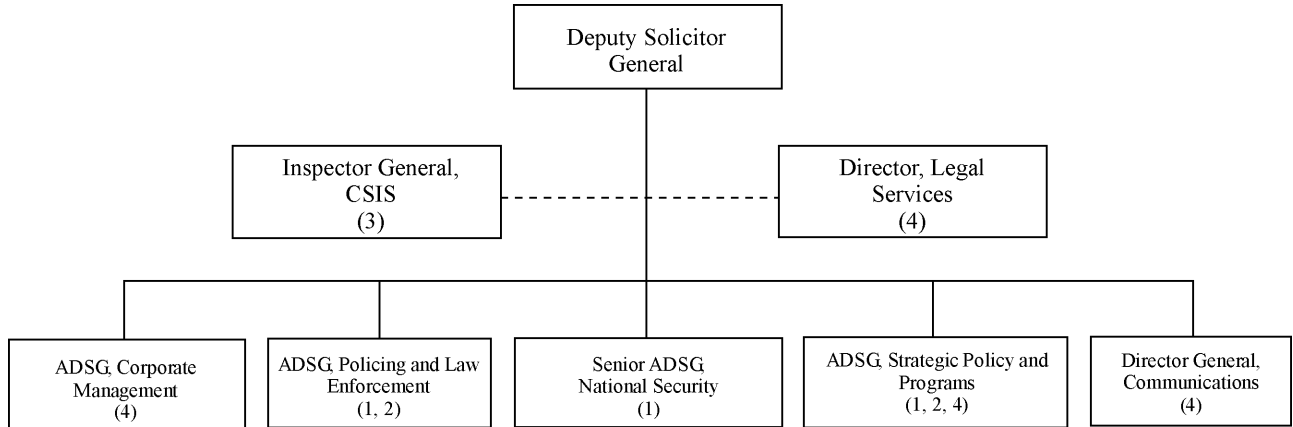 Deputy Solicitor
General
Inspector General,
CSIS
(3)
Director, Legal
Services
(4)
ADSG, Corporate
Management
(4)
ADSG, Policing and Law
Enforcement
(1, 2)
Senior ADSG,
National Security
(1)
ADSG, Strategic Policy and
Programs
(1, 2, 4)
Director General,
Communications
(4)